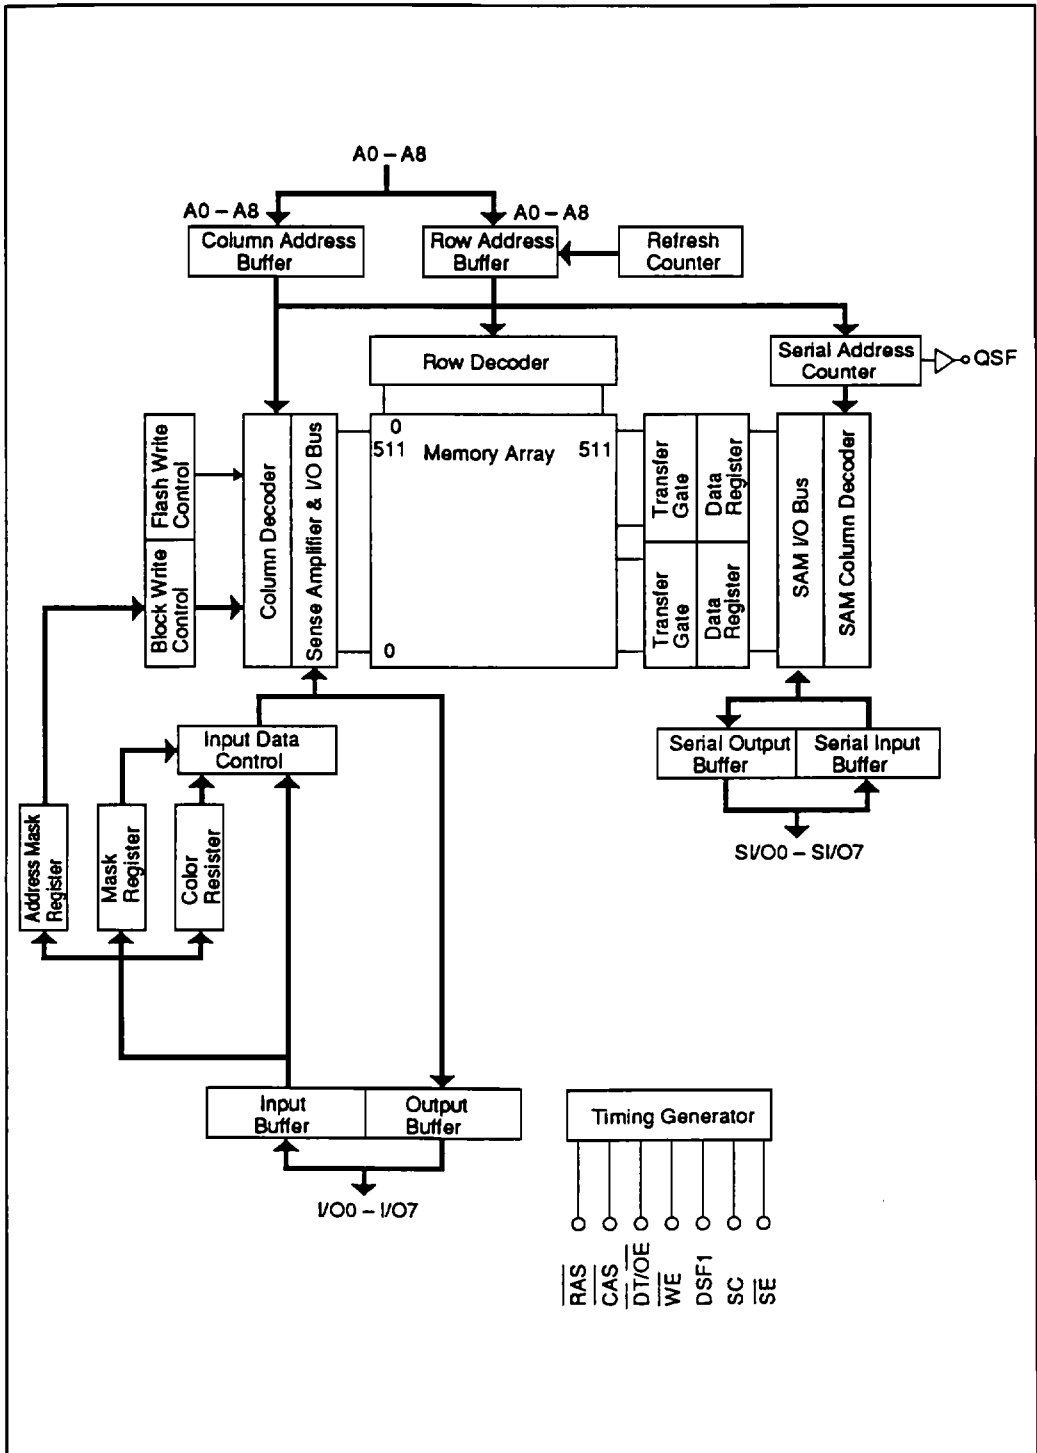 A0 – A8
A0 – A8
A0 – A8
Column Address
Buffer
Row Address
Buffer
Refresh
Counter
Row Decoder
Serial Address
Counter
QSF
Flash Write
Control
Block Write
Control
Column Decoder
Sense Amplifier & I/O Bus
0
511
Memory Array
511
0
Transfer
Gate
Data
Register
Transfer
Gate
Data
Register
SAM I/O Bus
SAM Column Decoder
Input Data
Control
Serial Output
Buffer
Serial Input
Buffer
SI/O0 – SI/O7
Address Mask
Register
Mask
Register
Color
Resister
Input
Buffer
Output
Buffer
I/O0 – I/O7
Timing Generator
RAS
CAS
DT/OE
WE
DSF1
SC
SE